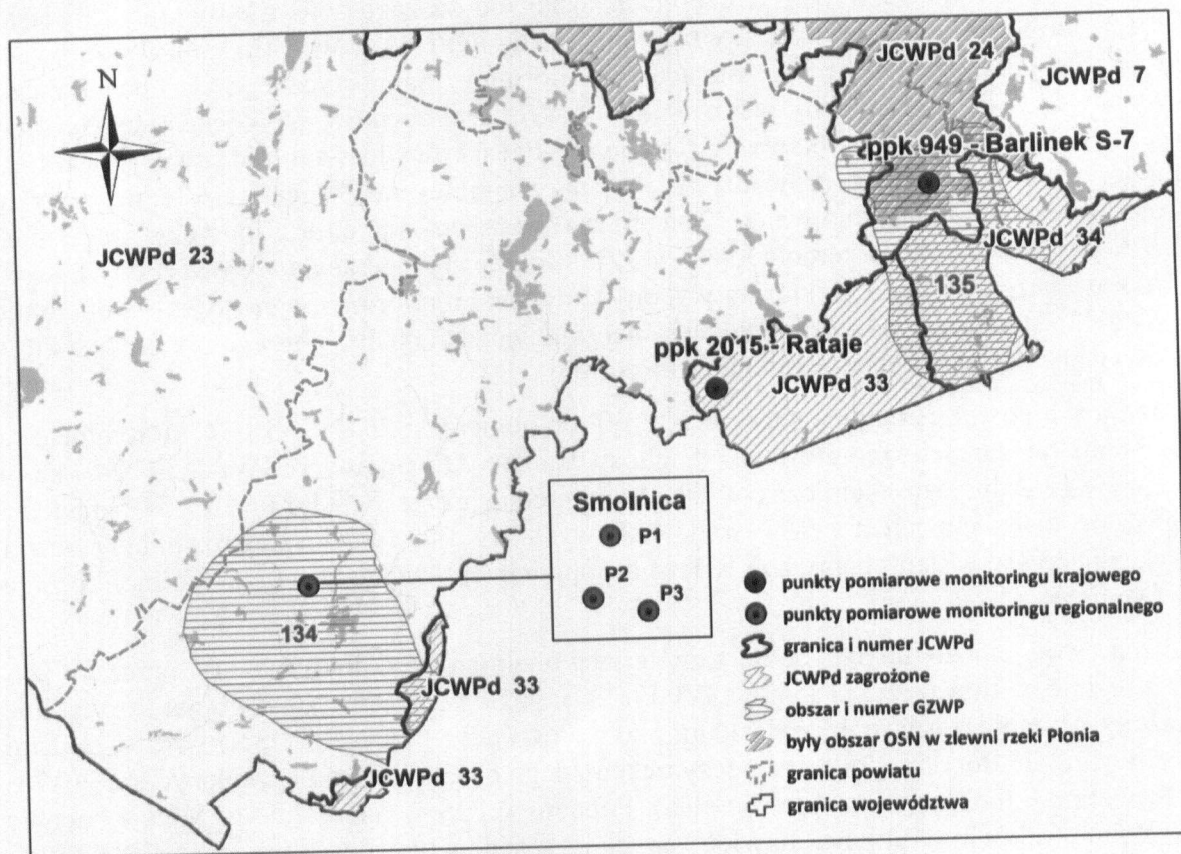 N
JCWPd 24
JCWPd 7
ppk 949 - Barlinek S-7
JCWPd 23
JCWPd 34
135
ppk 2015 - Rataje
JCWPd 33
Smolnica
P1
P2
P3
134
JCWPd 33
JCWPd 33
punkty pomiarowe monitoringu krajowego
punkty pomiarowe monitoringu regionalnego
granica i numer JCWPd
JCWPd zagrożone
obszar i numer GZWP
były obszar OSN w zlewni rzeki Płonia
granica powiatu
granica województwa